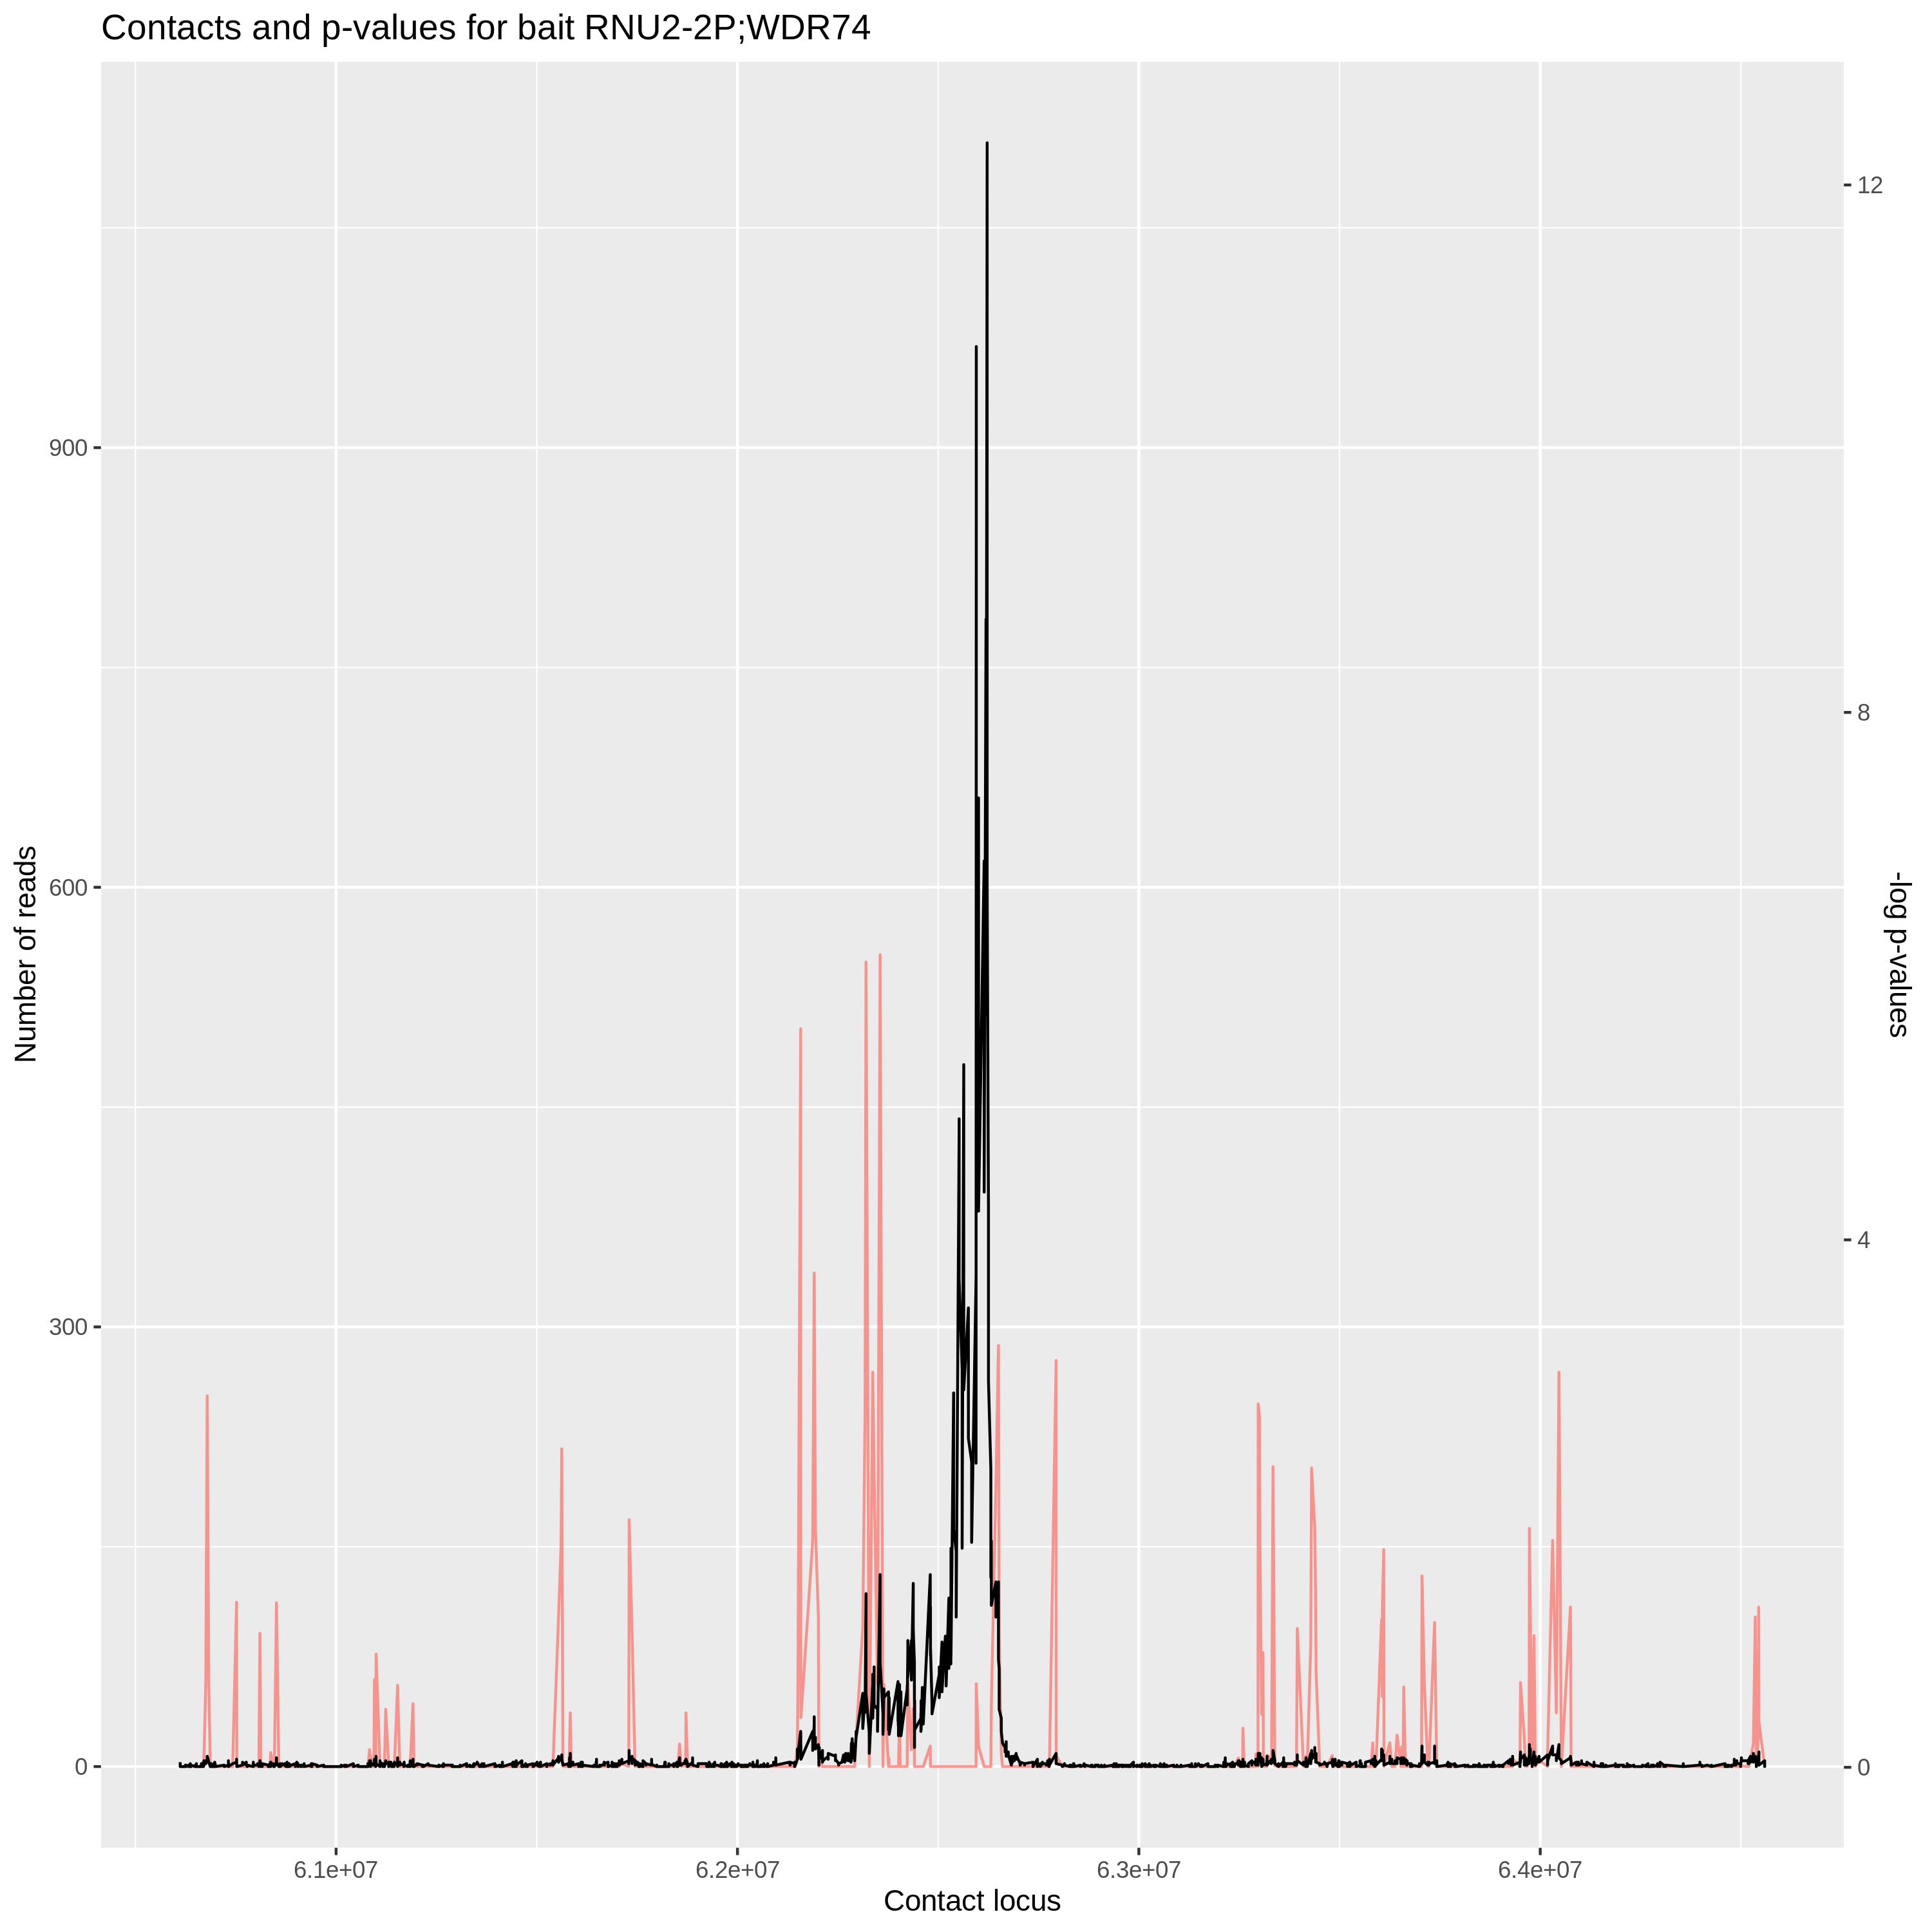 Contacts and p-values for bait RNU2-2P;WDR74
Number of reads
900
600
300
0
12
8
4
0
-log p-values
6.1e+07 6.2e+07 6.3e+07 6.4e+07
Contact locus